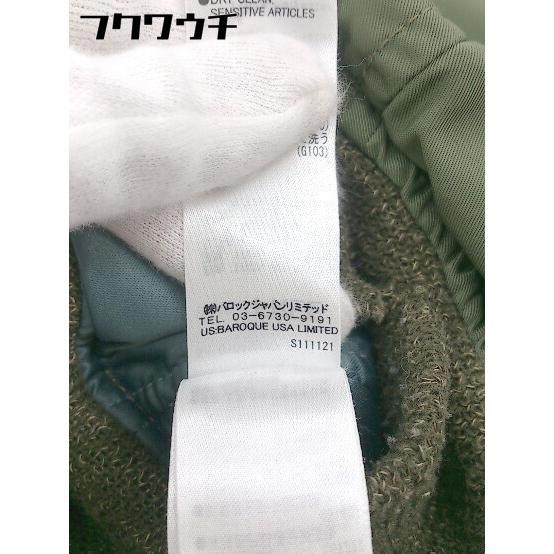 フクワウチ
DRY CLEAN,
SENSITIVE ARTICLES
洗う
(G103)
㈱バロックジャパンリミテッド
TEL. 03-6730-9191
US:BAROQUE USA LIMITED
S111121